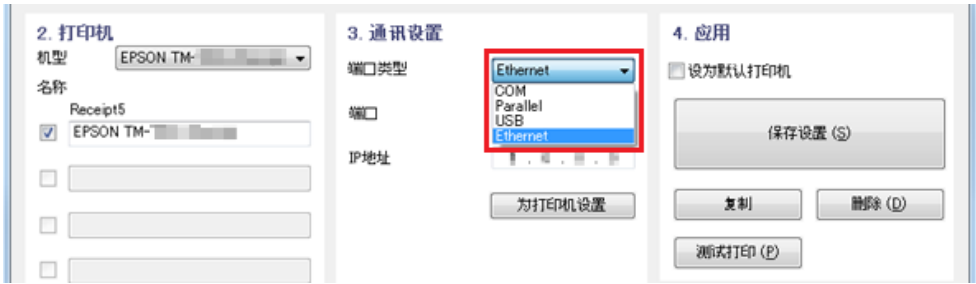 2. 打印机
机型
EPSON TM-
名称
Receipt5
EPSON TM-
3. 通讯设置
端口类型
Ethernet
COM
Parallel
USB
Ethernet
端口
IP地址
为打印机设置
4. 应用
设为默认打印机
保存设置 (S)
复制
删除 (D)
测试打印 (P)